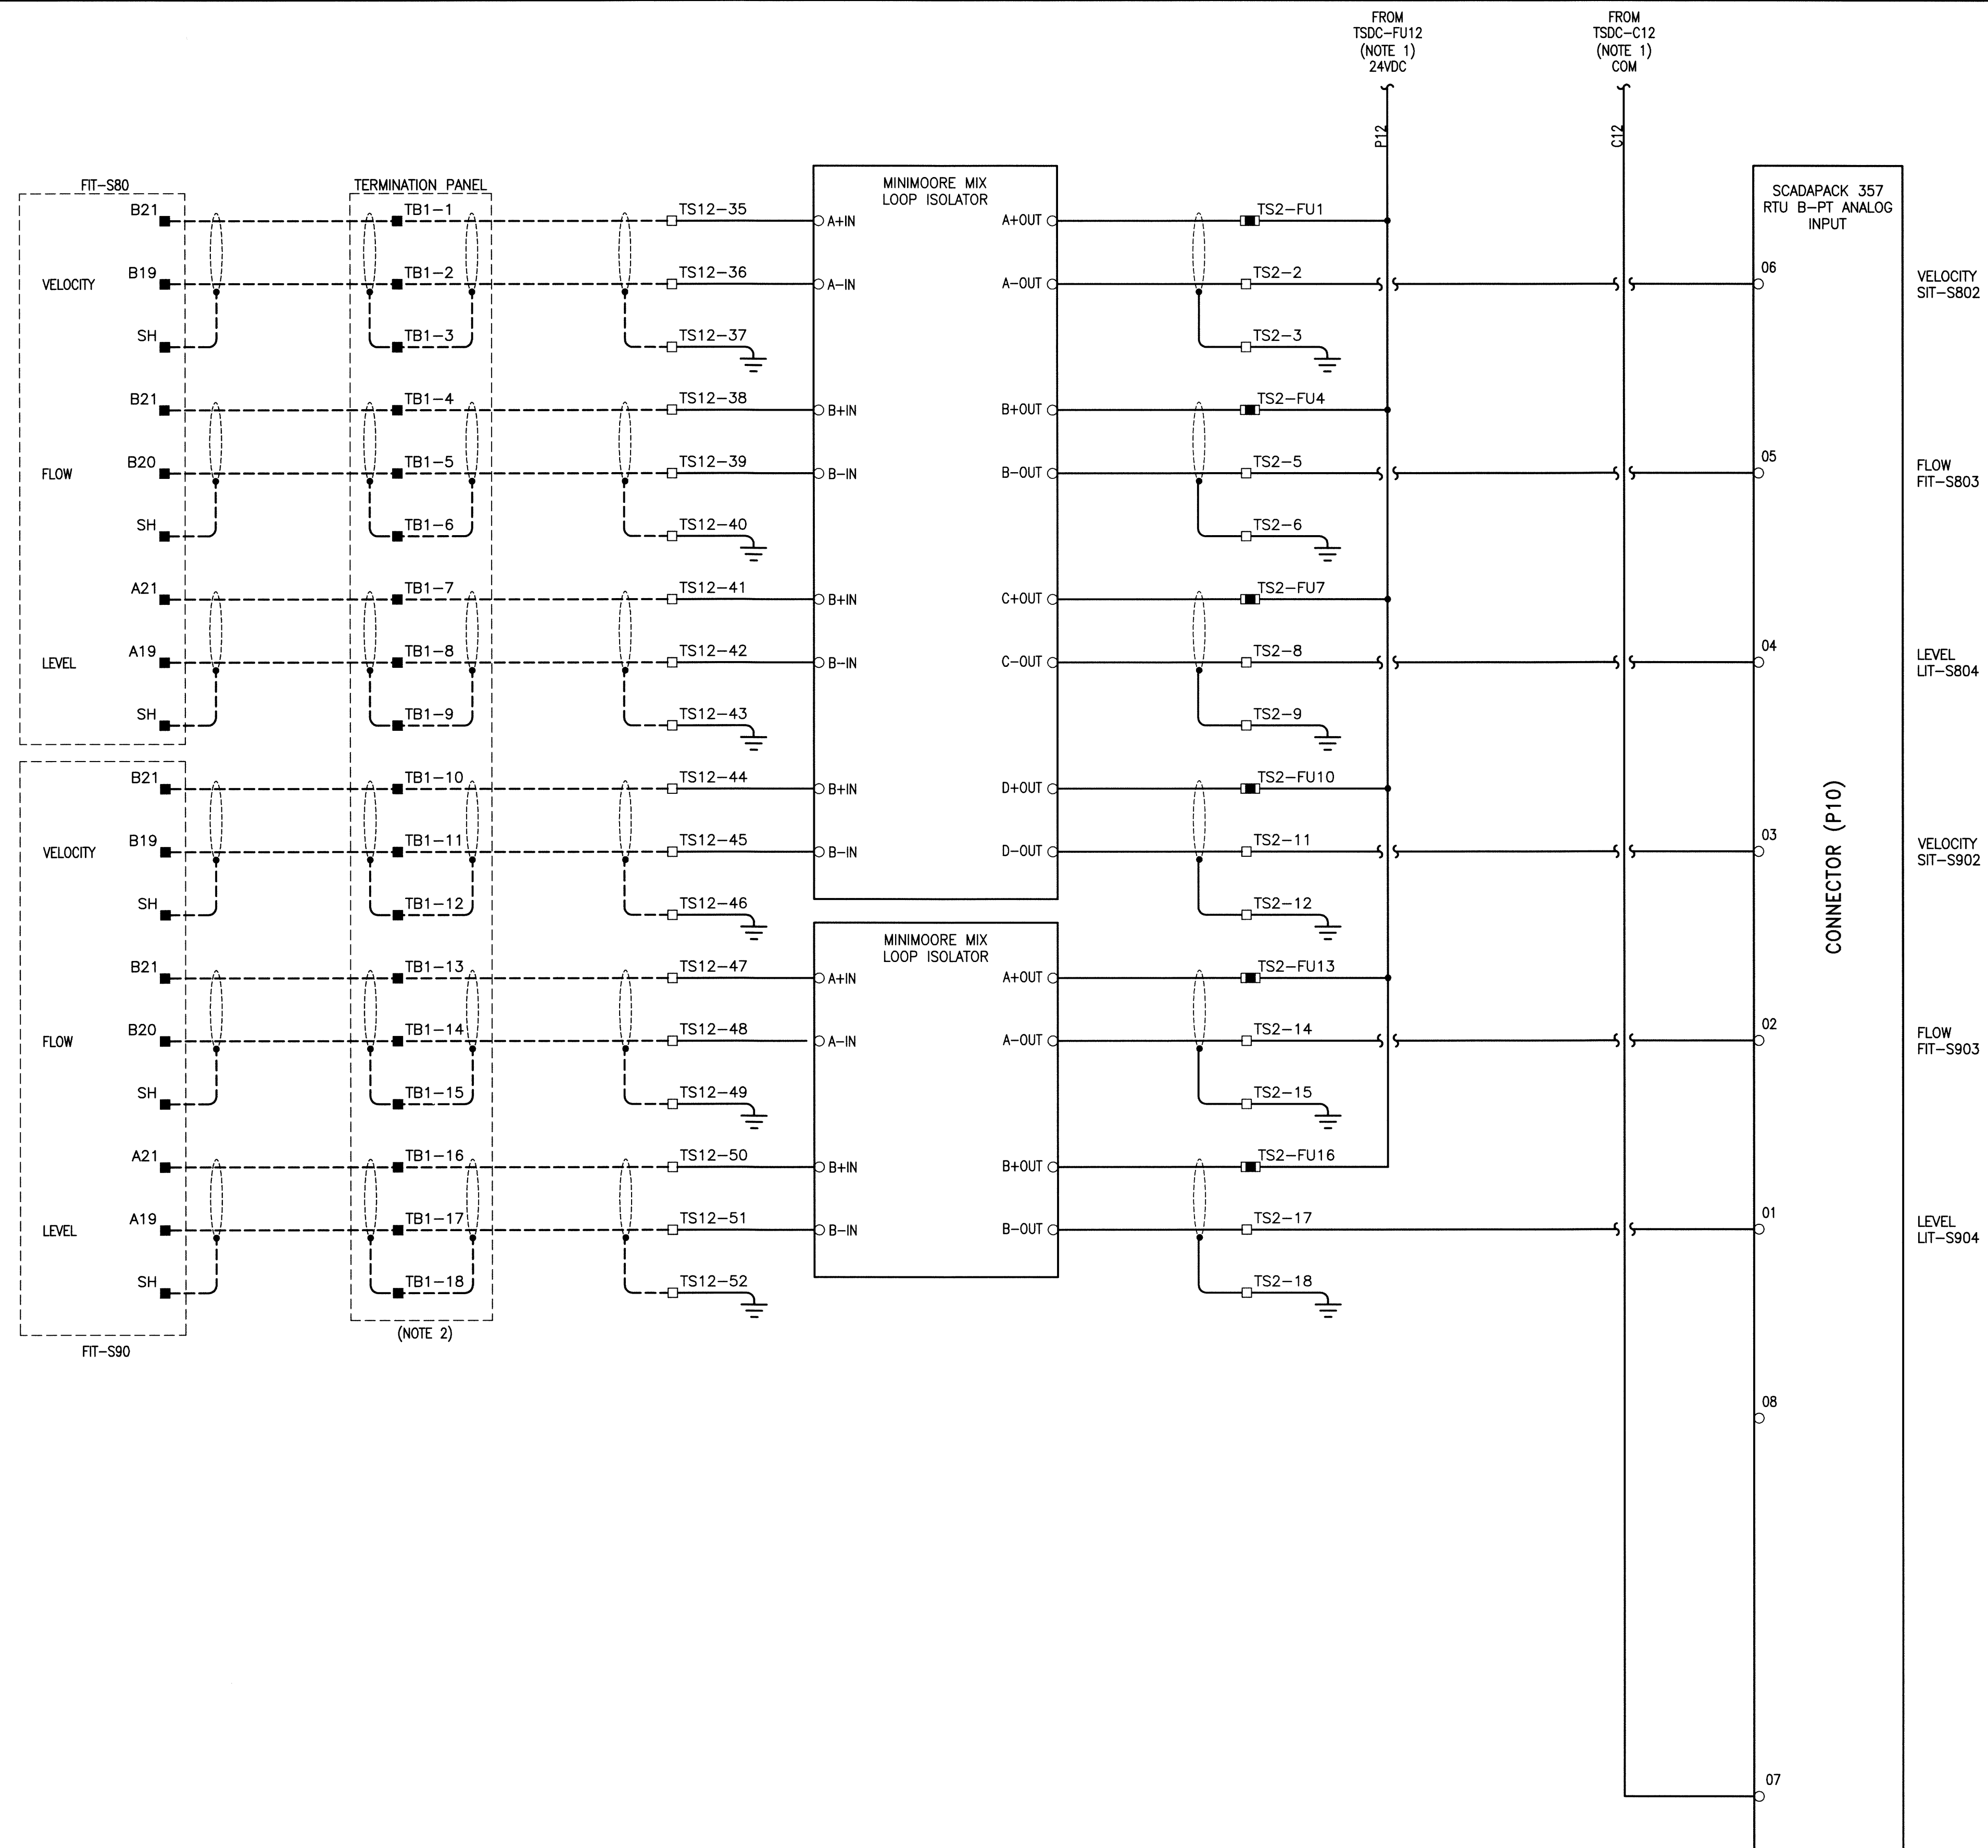 FROM
TSDC-FU12
(NOTE 1)
24VDC
FROM
TSDC-C12
(NOTE 1)
COM
P12
C12
FIT-S80
TERMINATION PANEL
MINIMOORE MIX
LOOP ISOLATOR
SCADAPACK 357
RTU B-PT ANALOG
INPUT
B21
TB1-1
TS12-35
A+IN
A+OUT
TS2-FU1
VELOCITY
B19
TB1-2
TS12-36
A-IN
A-OUT
TS2-2
06
VELOCITY
SIT-S802
SH
TB1-3
TS12-37
TS2-3
B21
TB1-4
TS12-38
B+IN
B+OUT
TS2-FU4
FLOW
B20
TB1-5
TS12-39
B-IN
B-OUT
TS2-5
05
FLOW
FIT-S803
SH
TB1-6
TS12-40
TS2-6
A21
TB1-7
TS12-41
B+IN
C+OUT
TS2-FU7
LEVEL
A19
TB1-8
TS12-42
B-IN
C-OUT
TS2-8
04
LEVEL
LIT-S804
SH
TB1-9
TS12-43
TS2-9
B21
TB1-10
TS12-44
B+IN
D+OUT
TS2-FU10
VELOCITY
B19
TB1-11
TS12-45
B-IN
D-OUT
TS2-11
03
VELOCITY
SIT-S902
CONNECTOR (P10)
SH
TB1-12
TS12-46
TS2-12
MINIMOORE MIX
LOOP ISOLATOR
B21
TB1-13
TS12-47
A+IN
A+OUT
TS2-FU13
FLOW
B20
TB1-14
TS12-48
A-IN
A-OUT
TS2-14
02
FLOW
FIT-S903
SH
TB1-15
TS12-49
TS2-15
A21
TB1-16
TS12-50
B+IN
B+OUT
TS2-FU16
LEVEL
A19
TB1-17
TS12-51
B-IN
B-OUT
TS2-17
01
LEVEL
LIT-S904
SH
TB1-18
TS12-52
TS2-18
(NOTE 2)
FIT-S90
08
07